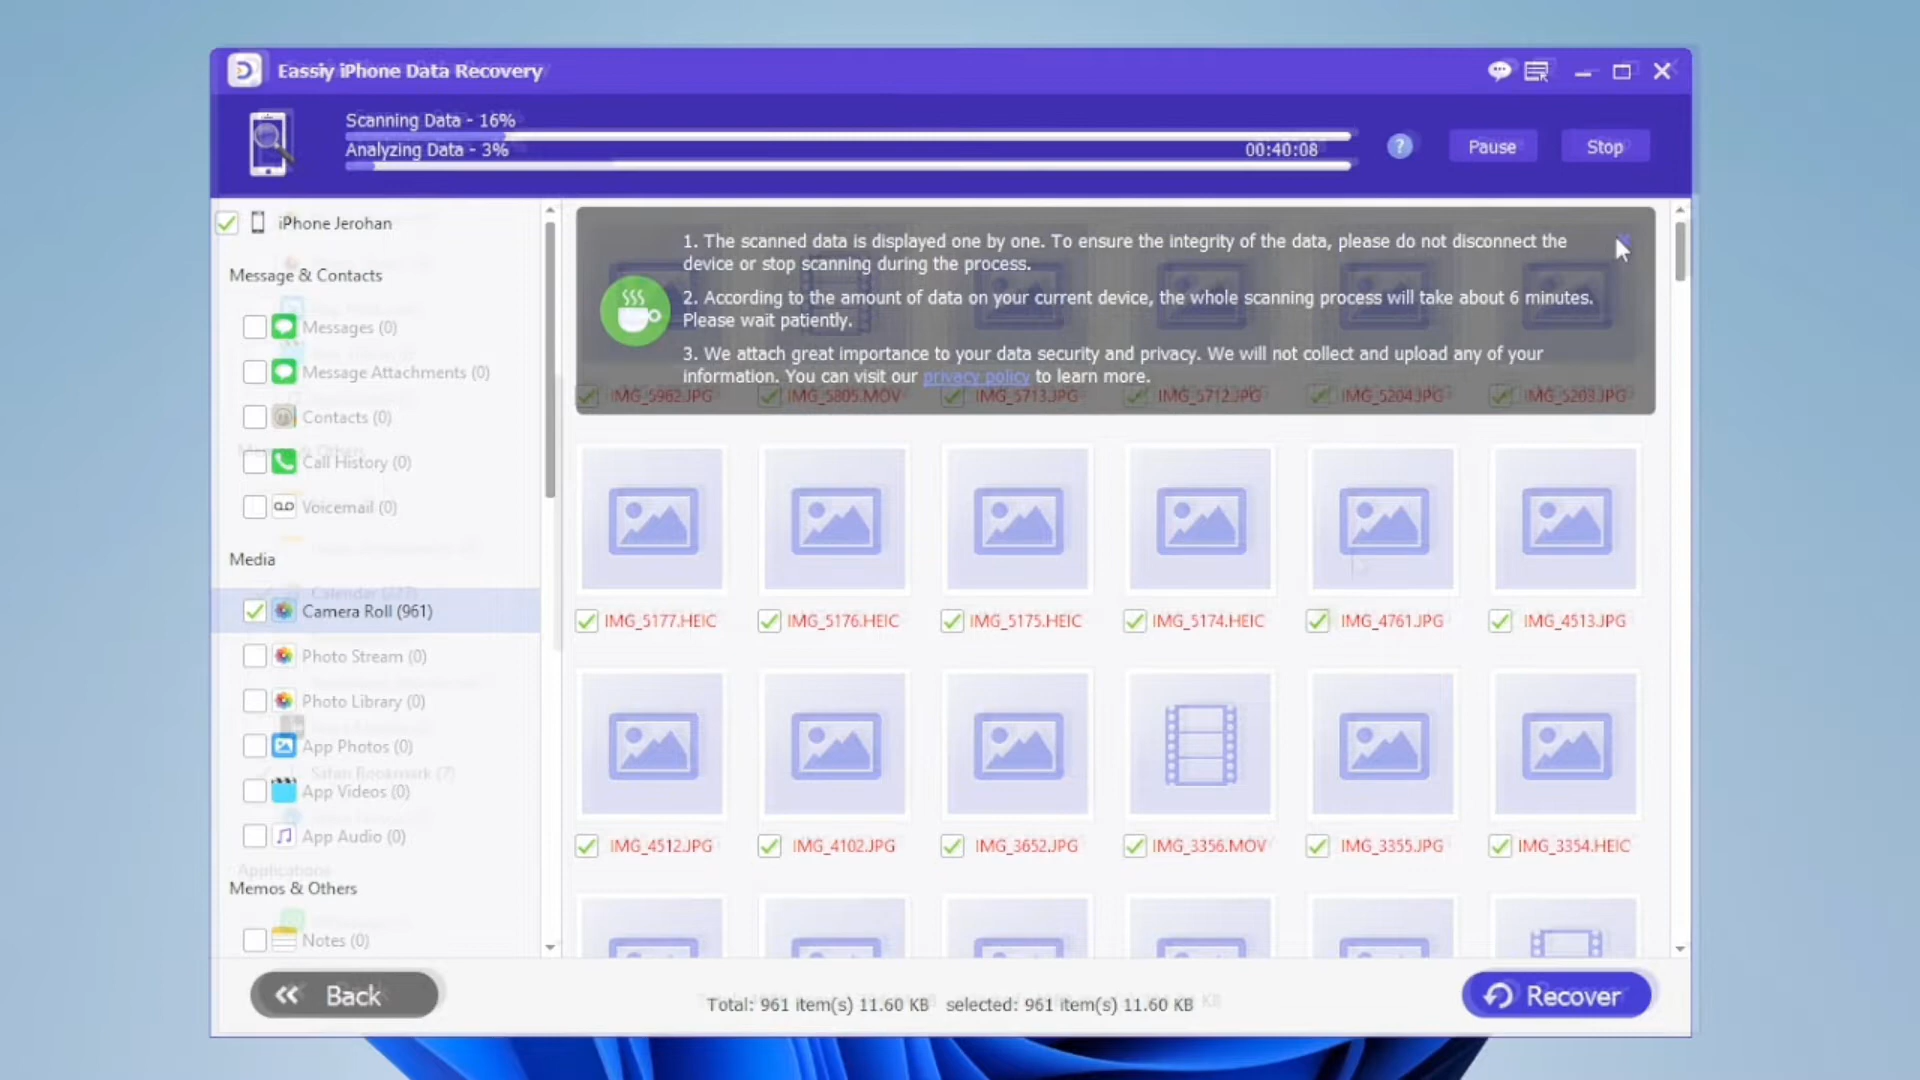 Eassiy iPhone Data Recovery
Scanning Data - 16%
Analyzing Data - 3%
00:40:08
?
Pause
Stop
iPhone Jerohan
Message & Contacts
Messages (0)
Message Attachments (0)
Contacts (0)
Call History (0)
Voicemail (0)
Media
Calendar (227)
Camera Roll (961)
Photo Stream (0)
Photo Library (0)
App Photos (0)
Safari Bookmark (7)
App Videos (0)
App Audio (0)
Applications
Memos & Others
Notes (0)
1. The scanned data is displayed one by one. To ensure the integrity of the data, please do not disconnect the
device or stop scanning during the process.
2. According to the amount of data on your current device, the whole scanning process will take about 6 minutes.
Please wait patiently.
3. We attach great importance to your data security and privacy. We will not collect and upload any of your
information. You can visit our privacy policy to learn more.
IMG_5962.JPG IMG_5805.MOV IMG_5713.JPG IMG_5712.JPG IMG_5204.JPG IMG_5203.JPG
IMG_5177.HEIC IMG_5176.HEIC IMG_5175.HEIC IMG_5174.HEIC IMG_4761.JPG IMG_4513.JPG
IMG_4512.JPG IMG_4102.JPG IMG_3652.JPG IMG_3356.MOV IMG_3355.JPG IMG_3354.HEIC
Back
Total: 961 item(s) 11.60 KB selected: 961 item(s) 11.60 KB
Recover